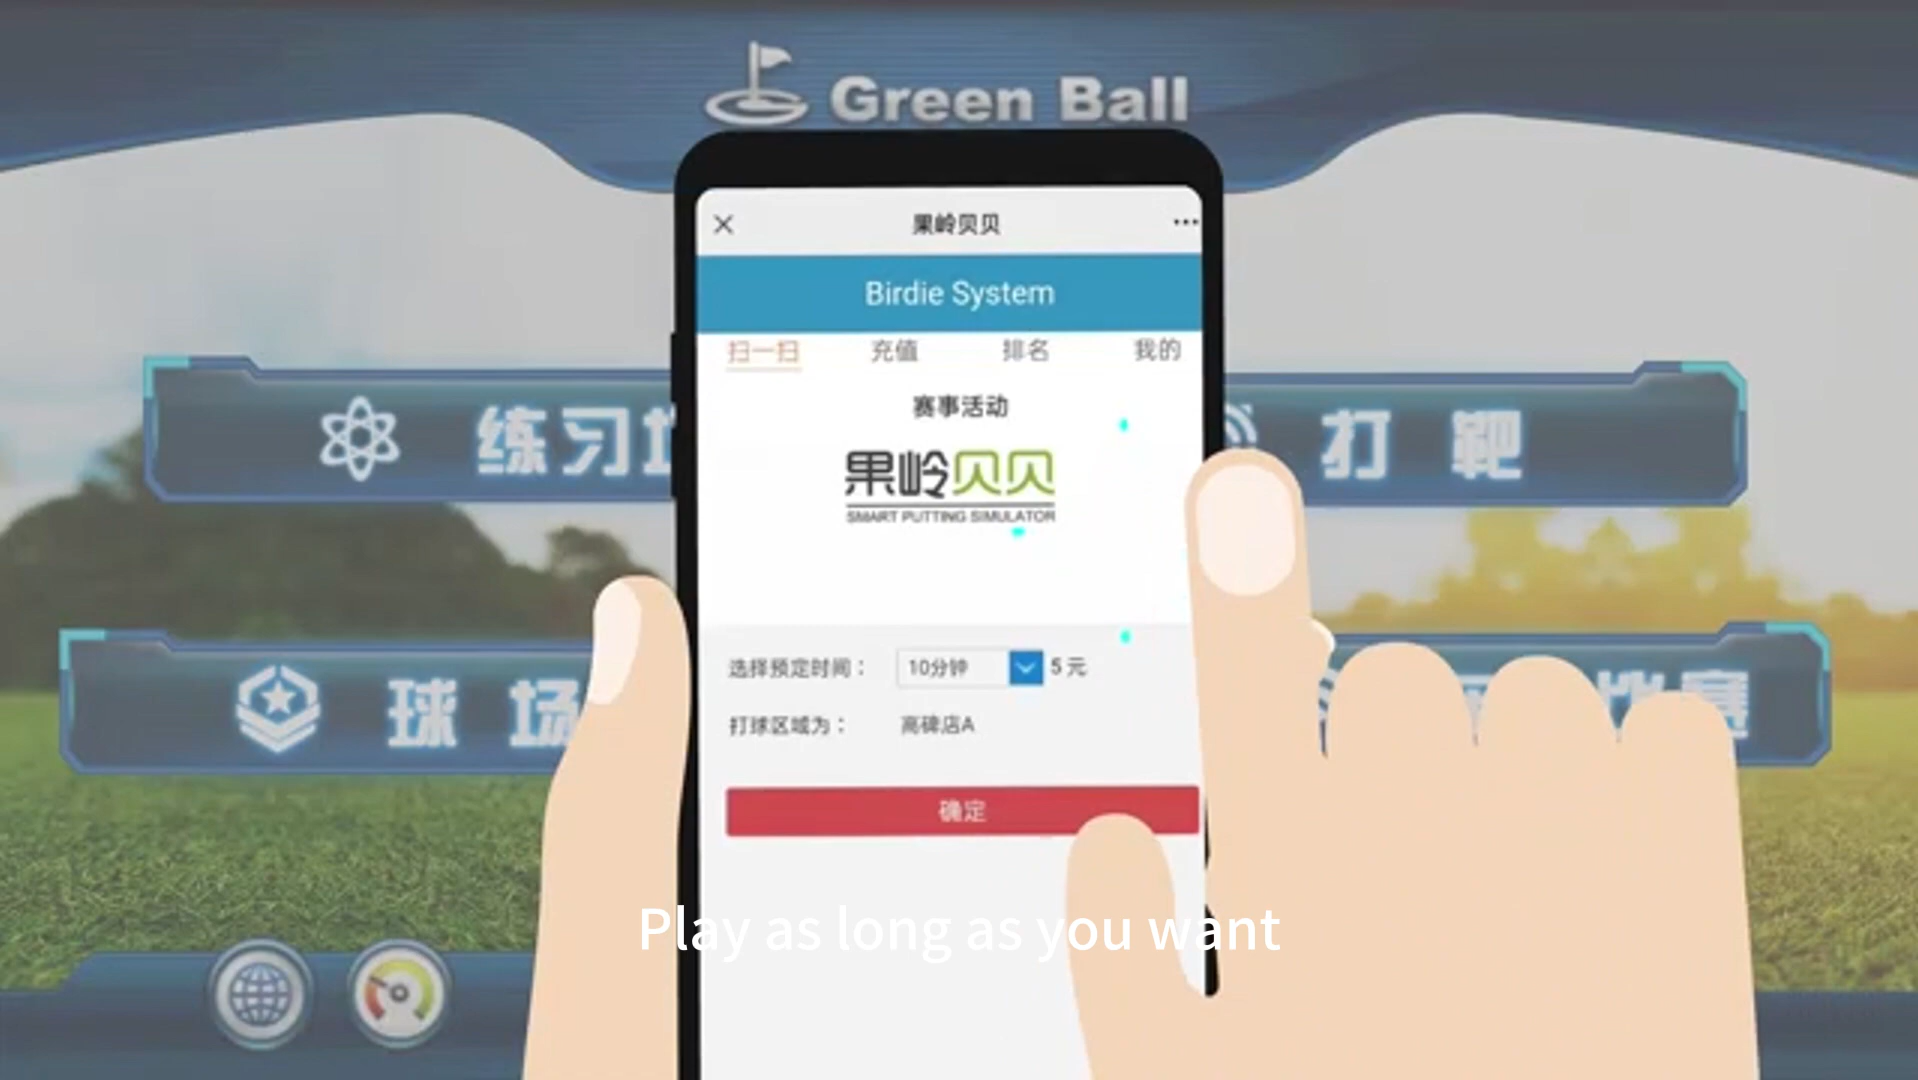 Green Ball
果岭贝贝
Birdie System
扫一扫 充值 排名 我的
赛事活动
练习 打靶
果岭贝贝
SMART PUTTING SIMULATOR
选择预定时间： 10分钟 5 元
球场 比赛
打球区域为： 高碑店A
确定
Play as long as you want